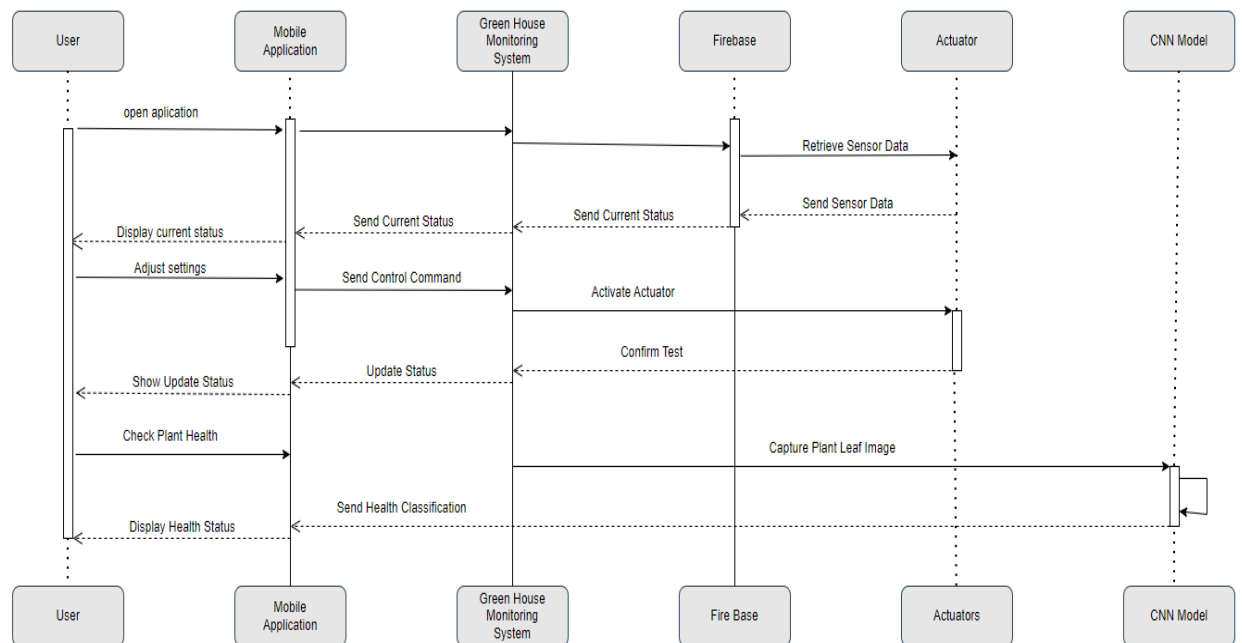 User
Mobile
Application
Green House
Monitoring
System
Firebase
Actuator
CNN Model
open aplication
Retrieve Sensor Data
Send Sensor Data
Send Current Status
Send Current Status
Display current status
Adjust settings
Send Control Command
Activate Actuator
Confirm Test
Update Status
Show Update Status
Check Plant Health
Capture Plant Leaf Image
Send Health Classification
Display Health Status
User
Mobile
Application
Green House
Monitoring
System
Fire Base
Actuators
CNN Model